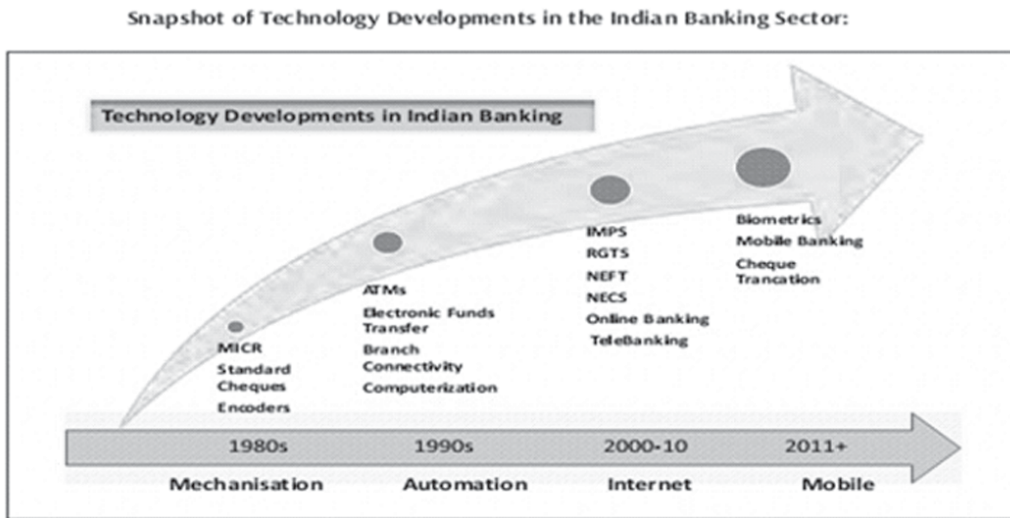 Snapshot of Technology Developments in the Indian Banking Sector:
Technology Developments in Indian Banking
MICR
Standard
Cheques
Encoders
ATMs
Electronic Funds
Transfer
Branch
Connectivity
Computerization
IMPS
RGTS
NEFT
NECS
Online Banking
TeleBanking
Biometrics
Mobile Banking
Cheque
Trancation
1980s
1990s
2000-10
2011+
Mechanisation
Automation
Internet
Mobile